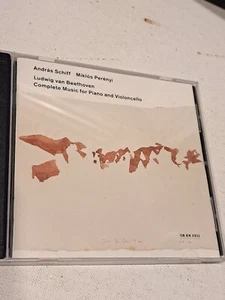 András Schiff Miklós Perényi
Ludwig van Beethoven
Complete Music for Piano and Violoncello